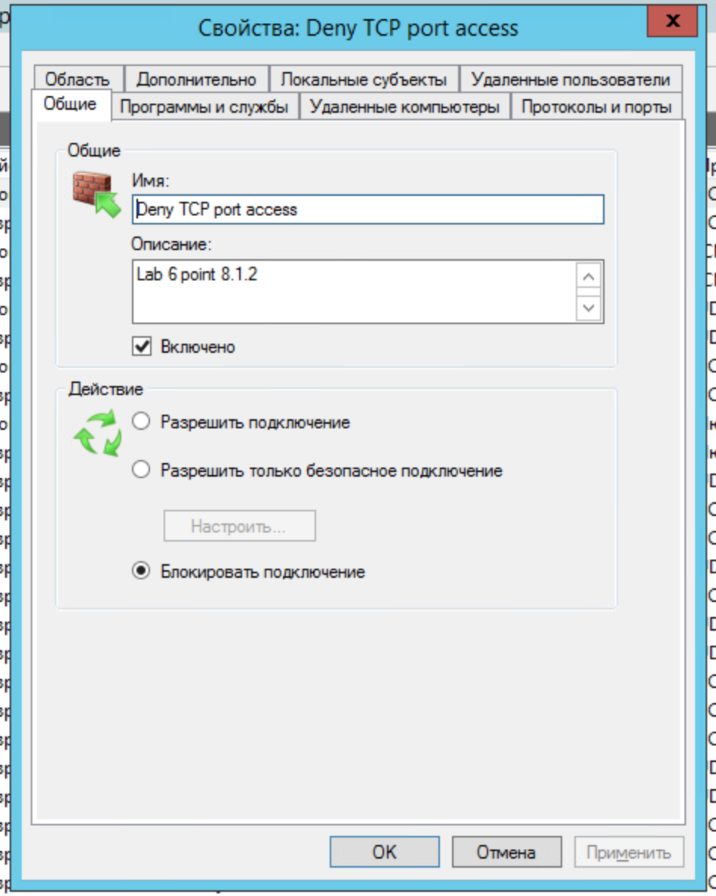 Свойства: Deny TCP port access
x
Область
Дополнительно
Локальные субъекты
Удаленные пользователи
Общие
Программы и службы
Удаленные компьютеры
Протоколы и порты
Общие
Имя:
Deny TCP port access
Описание:
Lab 6 point 8.1.2
Включено
Действие
Разрешить подключение
Разрешить только безопасное подключение
Настроить...
Блокировать подключение
OK
Отмена
Применить